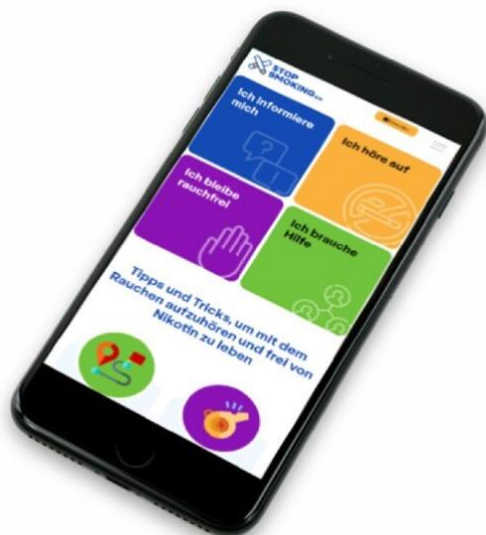 STOP
SMOKING
Ich informiere
mich
Ich höre auf
Ich bleibe
rauchfrei
Ich brauche
Hilfe
Tipps und Tricks, um mit dem
Rauchen aufzuhören und frei von
Nikotin zu leben